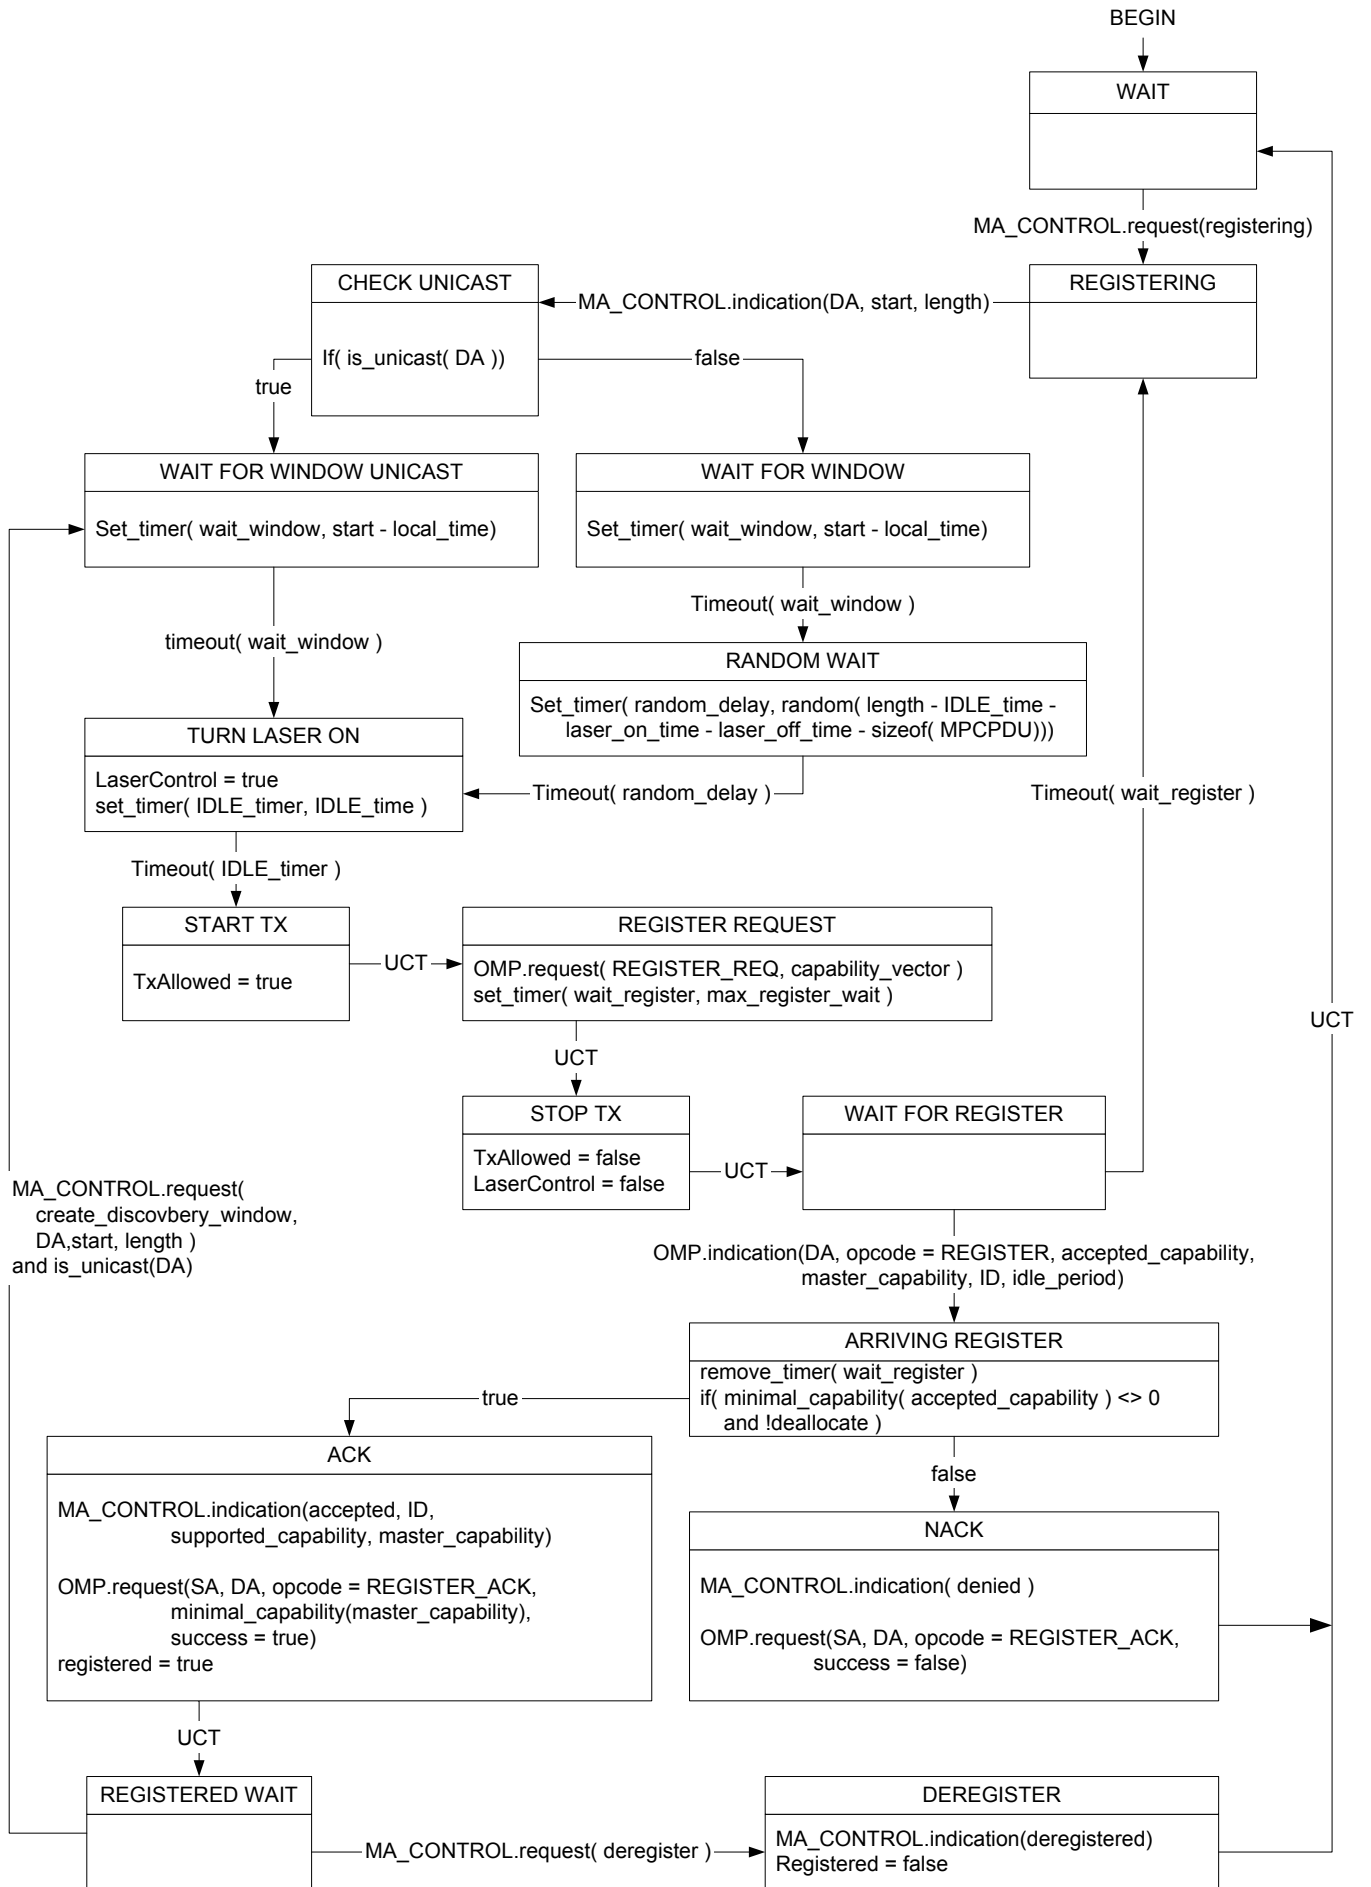 BEGIN
WAIT
MA_CONTROL.request(registering)
CHECK UNICAST
MA_CONTROL.indication(DA, start, length)
REGISTERING
If( is_unicast( DA ))
true
false
WAIT FOR WINDOW UNICAST
WAIT FOR WINDOW
Set_timer( wait_window, start - local_time)
Set_timer( wait_window, start - local_time)
Timeout( wait_window )
timeout( wait_window )
RANDOM WAIT
Set_timer( random_delay, random( length - IDLE_time -
laser_on_time - laser_off_time - sizeof( MPCPDU)))
TURN LASER ON
LaserControl = true
set_timer( IDLE_timer, IDLE_time )
Timeout( random_delay )
Timeout( wait_register )
Timeout( IDLE_timer )
START TX
TxAllowed = true
UCT
REGISTER REQUEST
OMP.request( REGISTER_REQ, capability_vector )
set_timer( wait_register, max_register_wait )
UCT
UCT
STOP TX
TxAllowed = false
LaserControl = false
UCT
WAIT FOR REGISTER
MA_CONTROL.request(
create_discovbery_window,
DA,start, length )
and is_unicast(DA)
OMP.indication(DA, opcode = REGISTER, accepted_capability,
master_capability, ID, idle_period)
ARRIVING REGISTER
remove_timer( wait_register )
if( minimal_capability( accepted_capability ) <> 0
and !deallocate )
true
false
ACK
MA_CONTROL.indication(accepted, ID,
supported_capability, master_capability)
OMP.request(SA, DA, opcode = REGISTER_ACK,
minimal_capability(master_capability),
success = true)
registered = true
NACK
MA_CONTROL.indication( denied )
OMP.request(SA, DA, opcode = REGISTER_ACK,
success = false)
UCT
REGISTERED WAIT
MA_CONTROL.request( deregister )
DEREGISTER
MA_CONTROL.indication(deregistered)
Registered = false